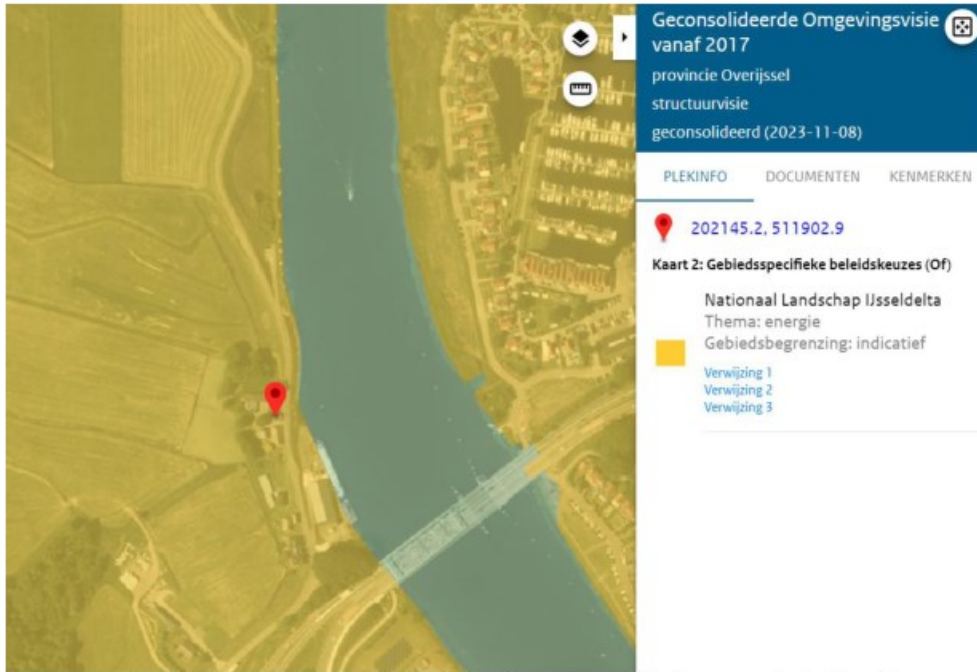 Geconsolideerde Omgevingsvisie
vanaf 2017
provincie Overijssel
structuurvisie
geconsolideerd (2023-11-08)
PLEKINFO DOCUMENTEN KENMERKEN
202145.2, 511902.9
Kaart 2: Gebiedsspecifieke beleidskeuzes (Of)
Nationaal Landschap IJsseldelta
Thema: energie
Gebiedsbegrenzing: indicatief
Verwijzing 1
Verwijzing 2
Verwijzing 3